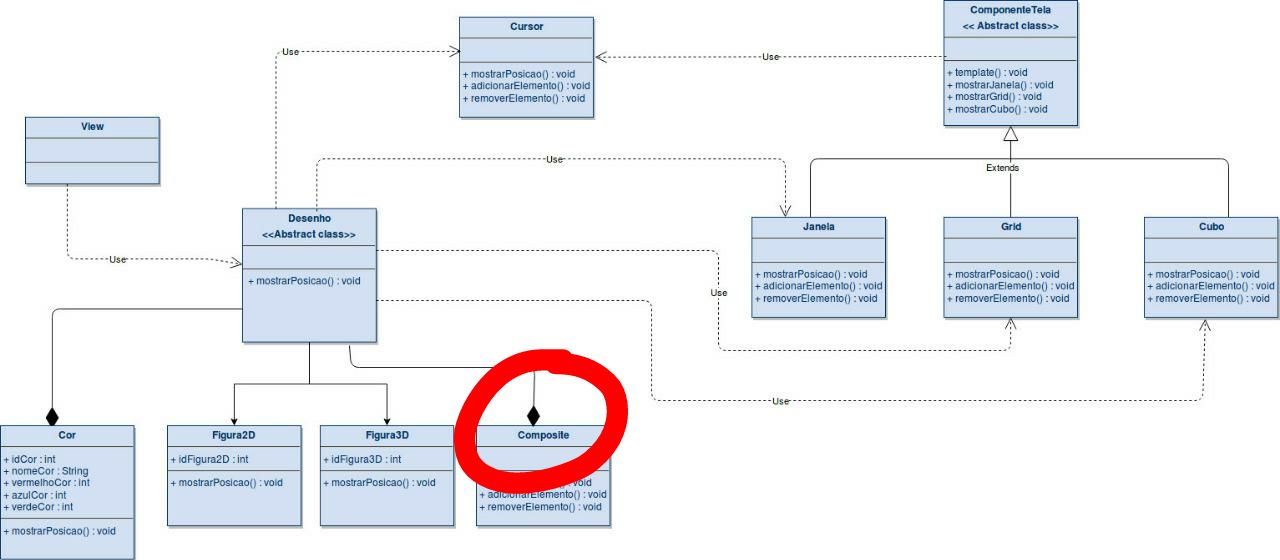 ComponenteTela
<< Abstract class>>
+ template() : void
+ mostrarJanela() : void
+ mostrarGrid() : void
+ mostrarCubo() : void
Cursor
+ mostrarPosicao() : void
+ adicionarElemento() : void
+ removerElemento() : void
Use
Use
View
Use
Extends
Desenho
<<Abstract class>>
+ mostrarPosicao() : void
Janela
+ mostrarPosicao() : void
+ adicionarElemento() : void
+ removerElemento() : void
Grid
+ mostrarPosicao() : void
+ adicionarElemento() : void
+ removerElemento() : void
Cubo
+ mostrarPosicao() : void
+ adicionarElemento() : void
+ removerElemento() : void
Use
Use
Use
Cor
+ idCor : int
+ nomeCor : String
+ vermelhoCor : int
+ azulCor : int
+ verdeCor : int
+ mostrarPosicao() : void
Figura2D
+ idFigura2D : int
+ mostrarPosicao() : void
Figura3D
+ idFigura3D : int
+ mostrarPosicao() : void
Composite
: void
+ adicionarElemento() : void
+ removerElemento() : void